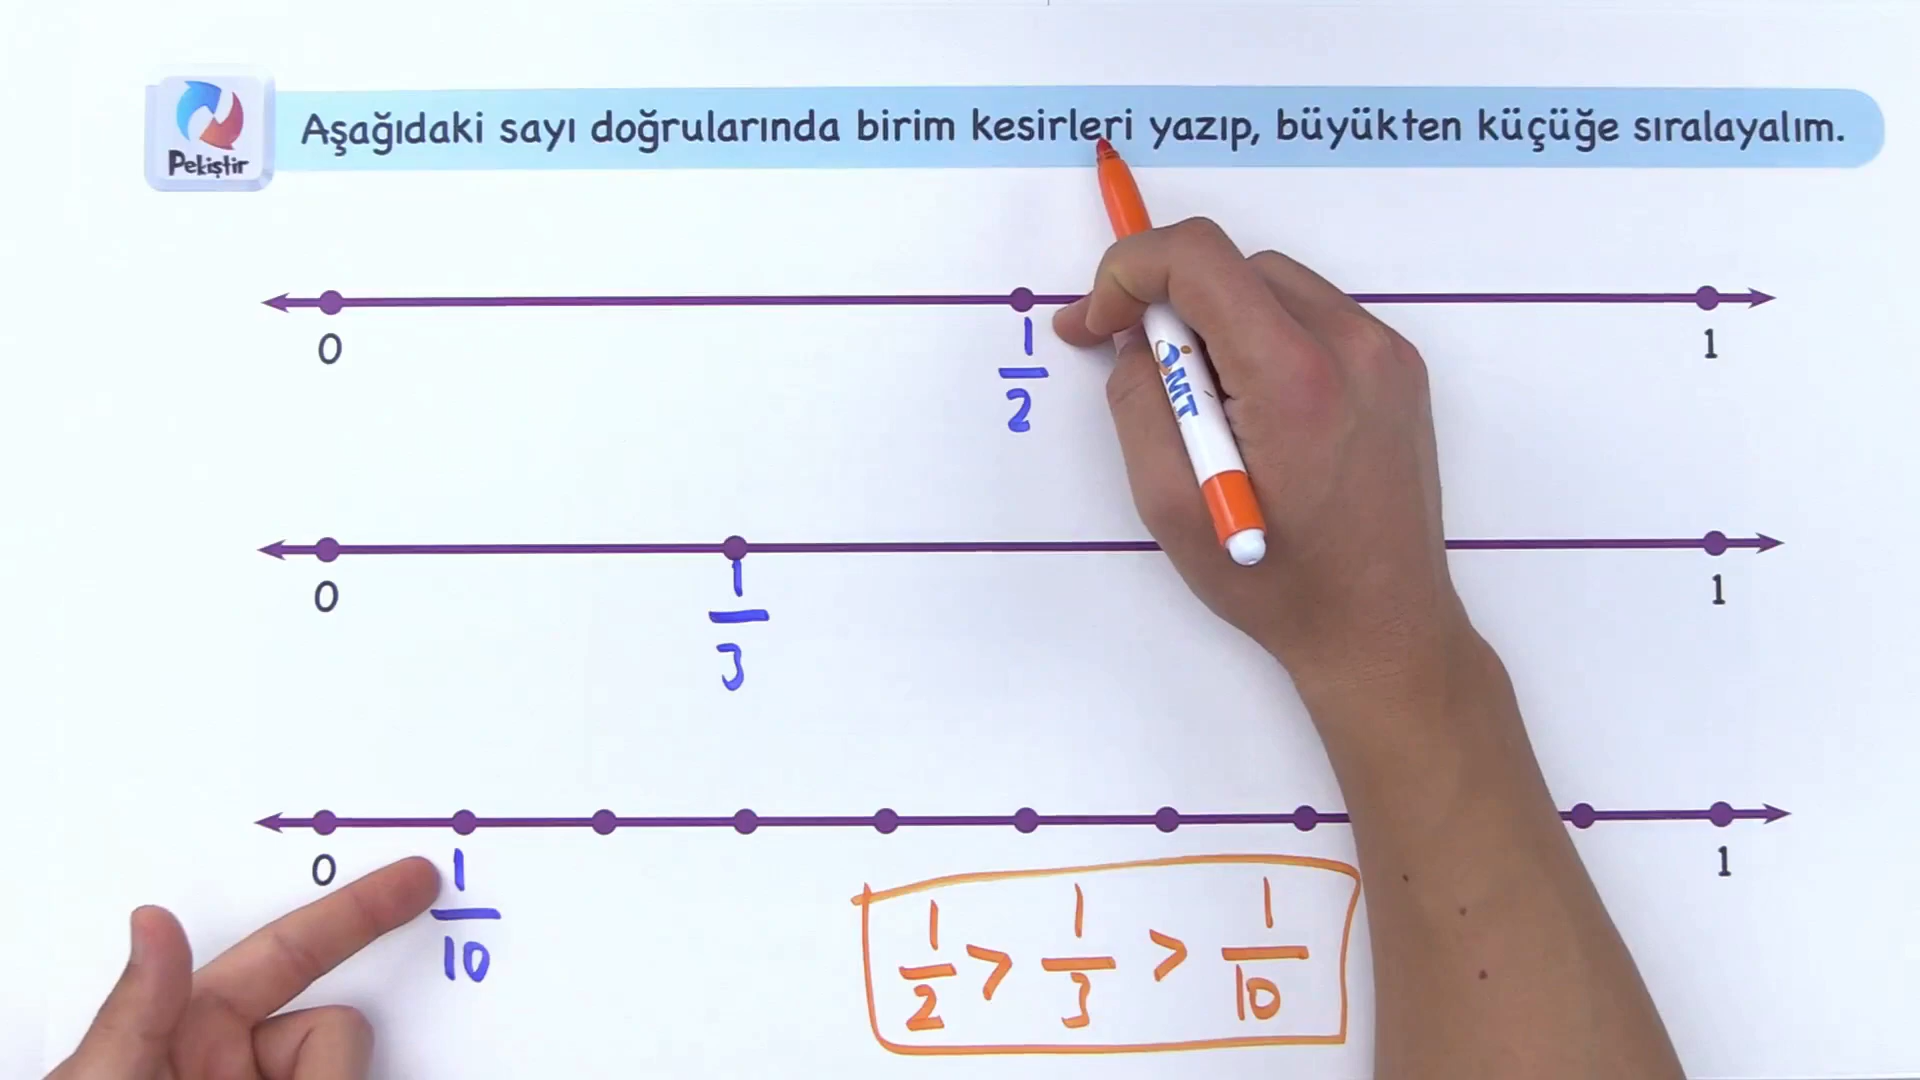 Pekiştir
Aşağıdaki sayı doğrularında birim kesirleri yazıp, büyükten küçüğe sıralayalım.
0 1/2 1
MT
0 1/3 1
0 1/10 1
1/2 > 1/3 > 1/10